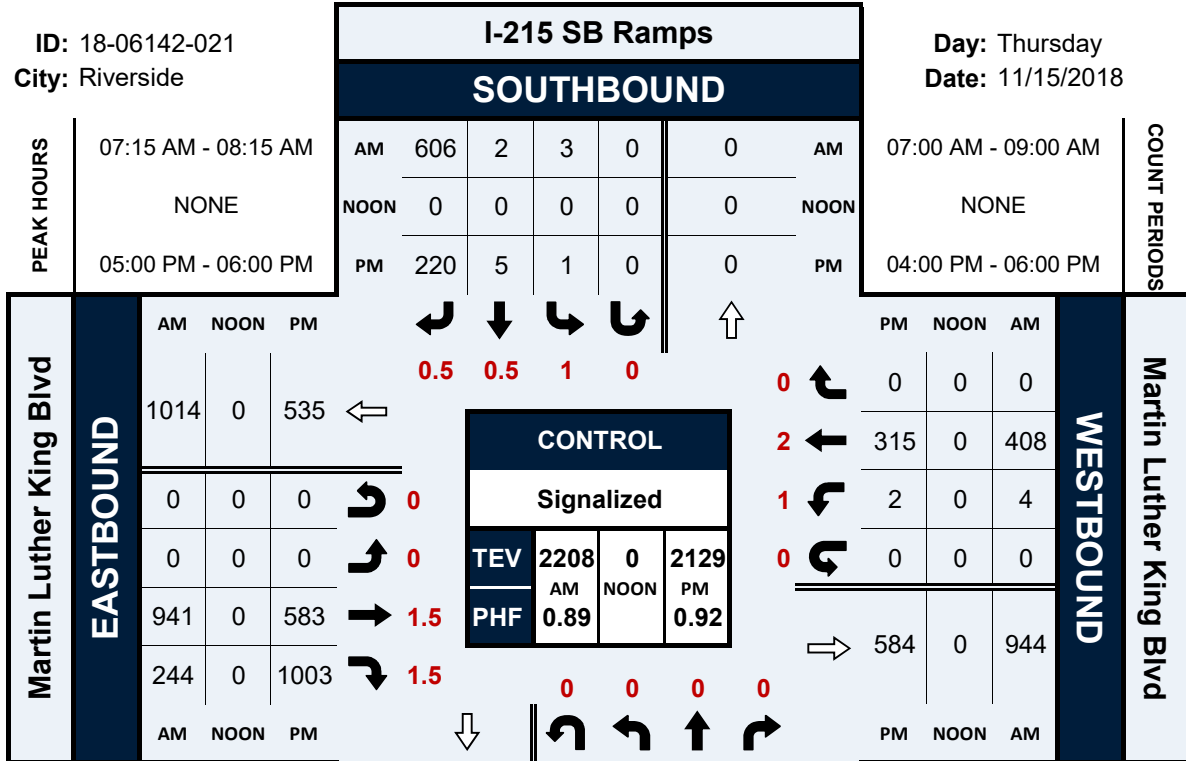 ID: 18-06142-021
City: Riverside
I-215 SB Ramps
SOUTHBOUND
Day: Thursday
Date: 11/15/2018
PEAK HOURS
07:15 AM - 08:15 AM
NONE
05:00 PM - 06:00 PM
AM 606 2 3 0 0 AM
NOON 0 0 0 0 0 NOON
PM 220 5 1 0 0 PM
07:00 AM - 09:00 AM
NONE
04:00 PM - 06:00 PM
COUNT PERIODS
0.5 0.5 1 0
Martin Luther King Blvd
EASTBOUND
AM NOON PM
1014 0 535
0 0 0 0
0 0 0 0
941 0 583 1.5
244 0 1003 1.5
AM NOON PM
CONTROL
Signalized
TEV 2208 0 2129
AM NOON PM
PHF 0.89 0.92
0 0 0 0
PM NOON AM
0 0 0 0
2 315 0 408
1 2 0 4
0 0 0 0
584 0 944
PM NOON AM
WESTBOUND
Martin Luther King Blvd